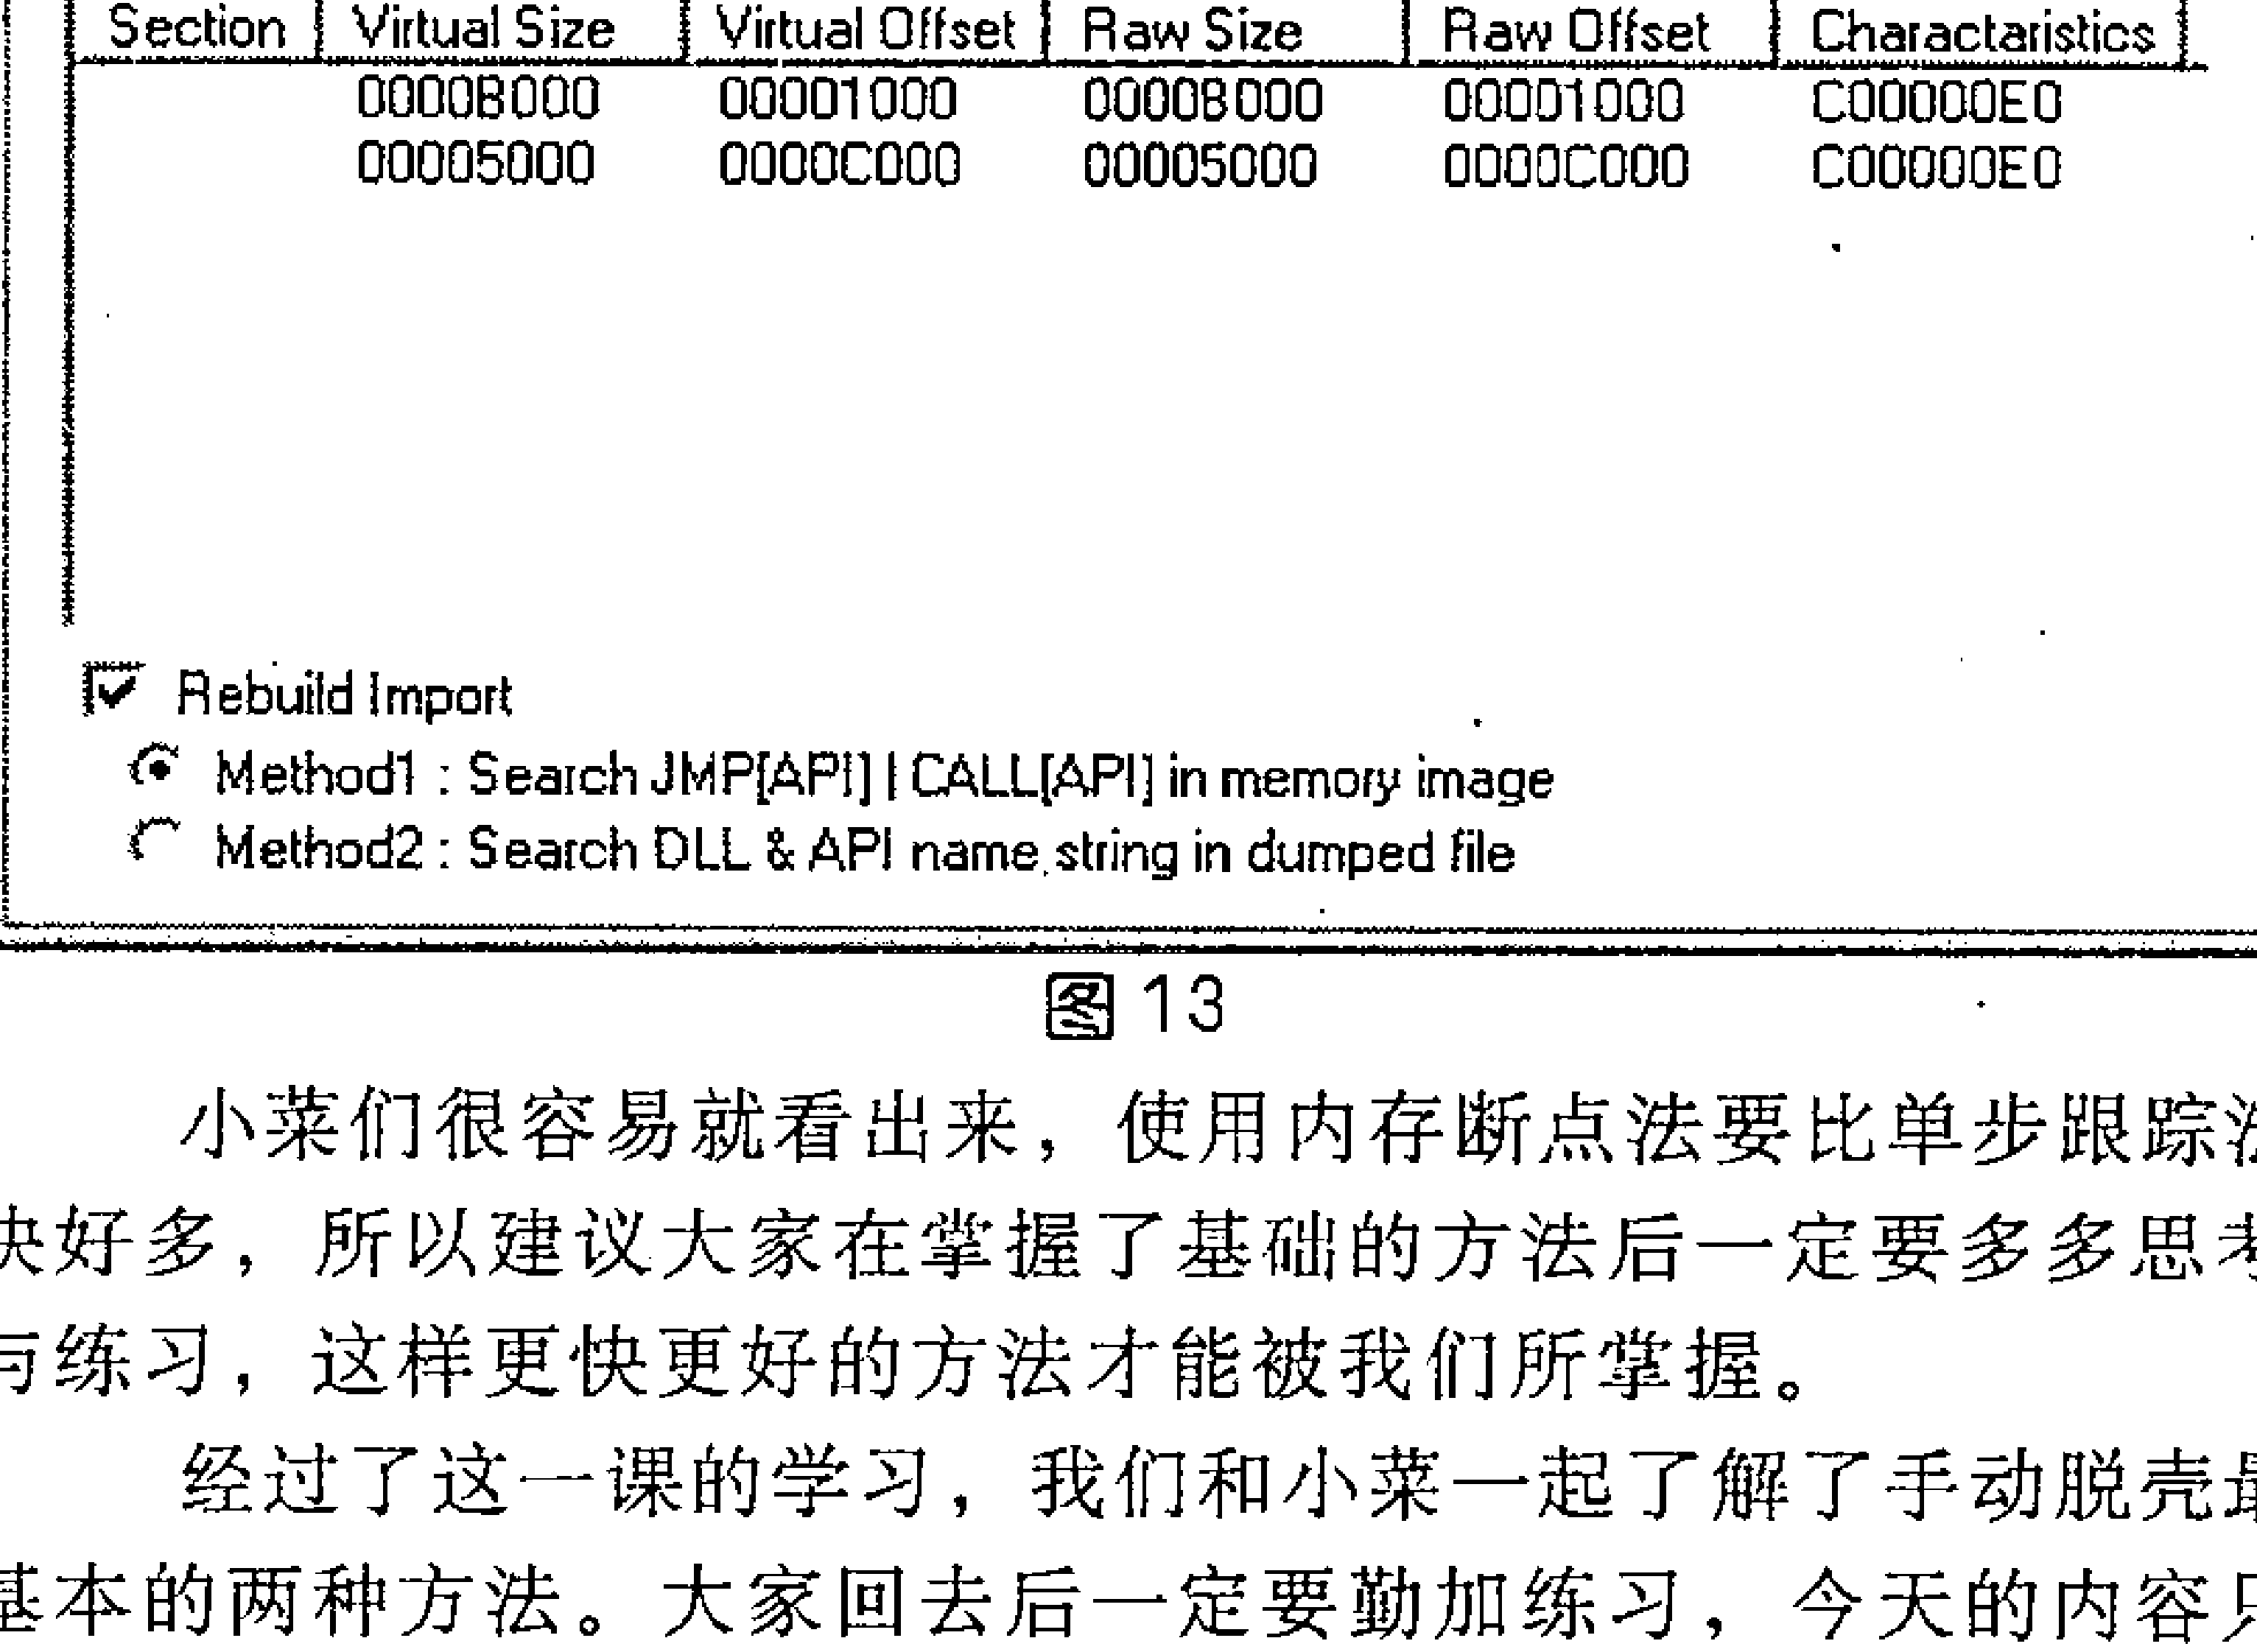 Section Virtual Size Virtual Offset Raw Size Raw Offset Charactaristics
0000B000 00001000 0000B000 00001000 C00000E0
00005000 0000C000 00005000 0000C000 C00000E0
Rebuild Import
Method1 : Search JMP[API] | CALL[API] in memory image
Method2 : Search DLL & API name string in dumped file
图 13
小菜们很容易就看出来，使用内存断点法要比单步跟踪法
快好多，所以建议大家在掌握了基础的方法后一定要多多思考
与练习，这样更快更好的方法才能被我们所掌握。
经过了这一课的学习，我们和小菜一起了解了手动脱壳最
基本的两种方法。大家回去后一定要勤加练习，今天的内容只